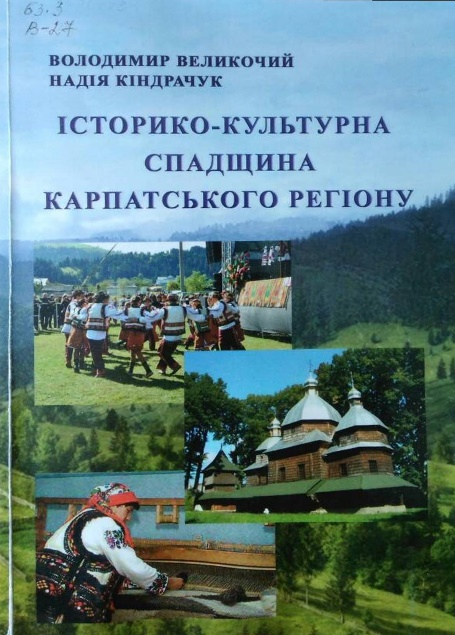 63.3
В-27
ВОЛОДИМИР ВЕЛИКОЧИЙ
НАДІЯ КІНДРАЧУК
ІСТОРИКО-КУЛЬТУРНА
СПАДЩИНА
КАРПАТСЬКОГО РЕГІОНУ